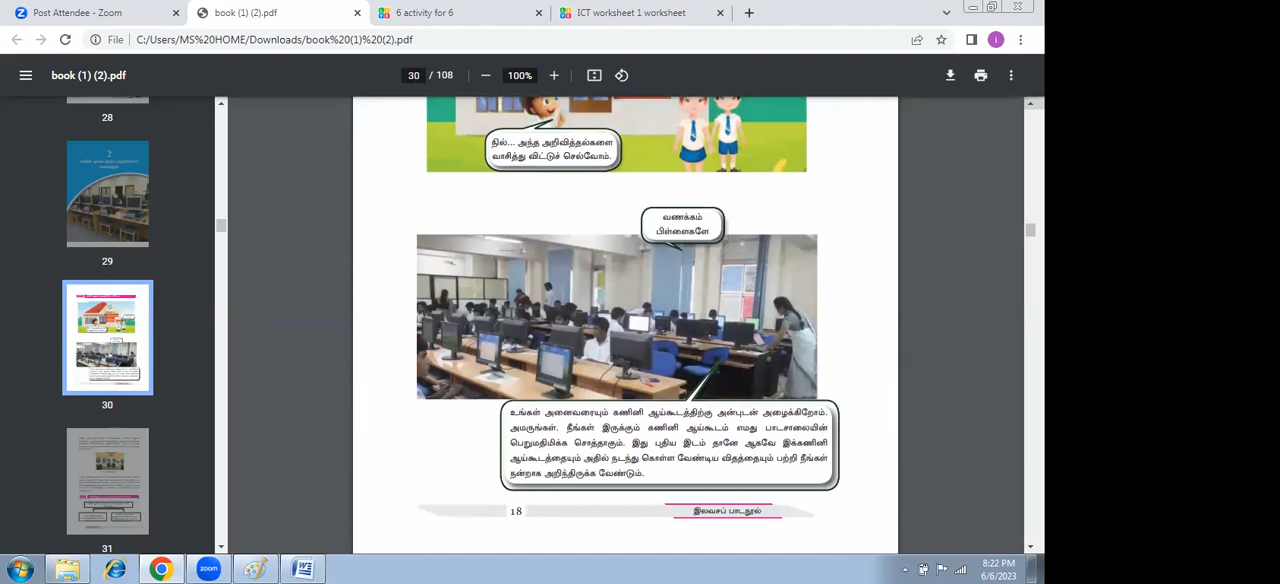 Post Attendee - Zoom
book (1) (2).pdf
6 activity for 6
ICT worksheet 1 worksheet
File
C:/Users/MS%20HOME/Downloads/book%20(1)%20(2).pdf
book (1) (2).pdf
30 / 108
100%
28
2
29
30
31
நில்... அந்த அறிவித்தல்களை
வாசித்து விட்டுச் செல்வோம்.
வணக்கம்
பிள்ளைகளே
உங்கள் அனைவரையும் கணினி ஆய்கூடத்திற்கு அன்புடன் அழைக்கிறோம்.
அமருங்கள். நீங்கள் இருக்கும் கணினி ஆய்கூடம் எமது பாடசாலையின்
பெறுமதிமிக்க சொத்தாகும். இது புதிய இடம் தானே ஆகவே இக்கணினி
ஆய்கூடத்தையும் அதில் நடந்து கொள்ள வேண்டிய விதத்தையும் பற்றி நீங்கள்
நன்றாக அறிந்திருக்க வேண்டும்.
18
இலவசப் பாடநூல்
zoom
8:22 PM
6/6/2023